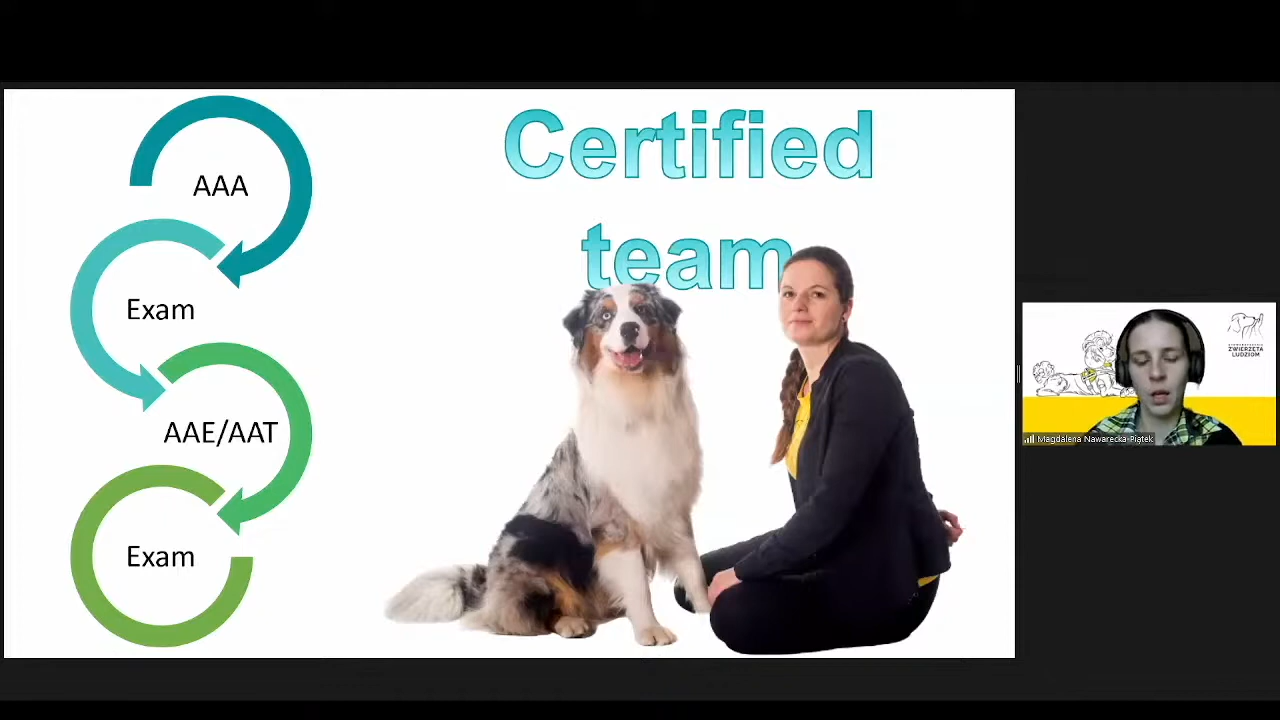 AAA
Exam
AAE/AAT
Exam
Certified
team
ZWIERZĘTA
LUDZIOM
Magdalena Nawarecka-Piątek